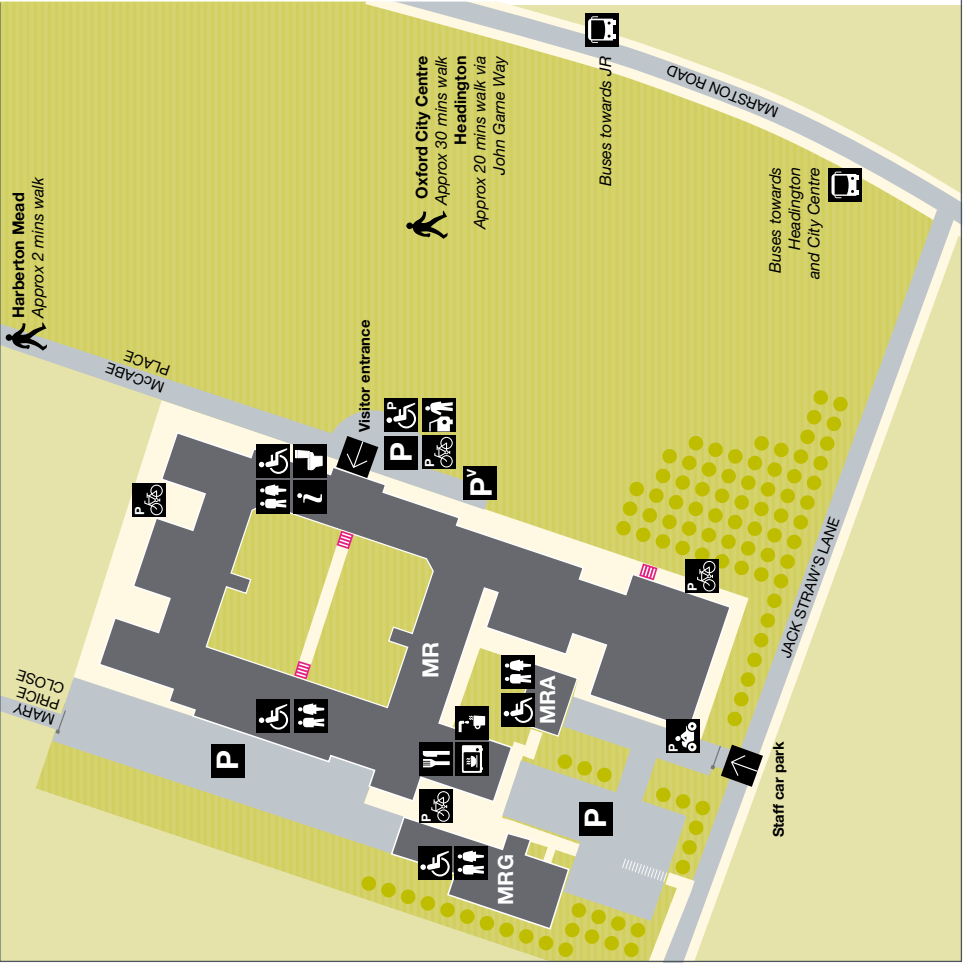 Harberton Mead
Approx 2 mins walk
Oxford City Centre
Approx 30 mins walk
Headington
Approx 20 mins walk via
John Game Way
Buses towards JR
MARSTON ROAD
Buses towards
Headington
and City Centre
McCABE
PLACE
Visitor entrance
P
P
P
P
Pv
i
P
MARY
PRICE
CLOSE
P
MR
MRA
MRG
P
P
P
P
JACK STRAW'S LANE
Staff car park